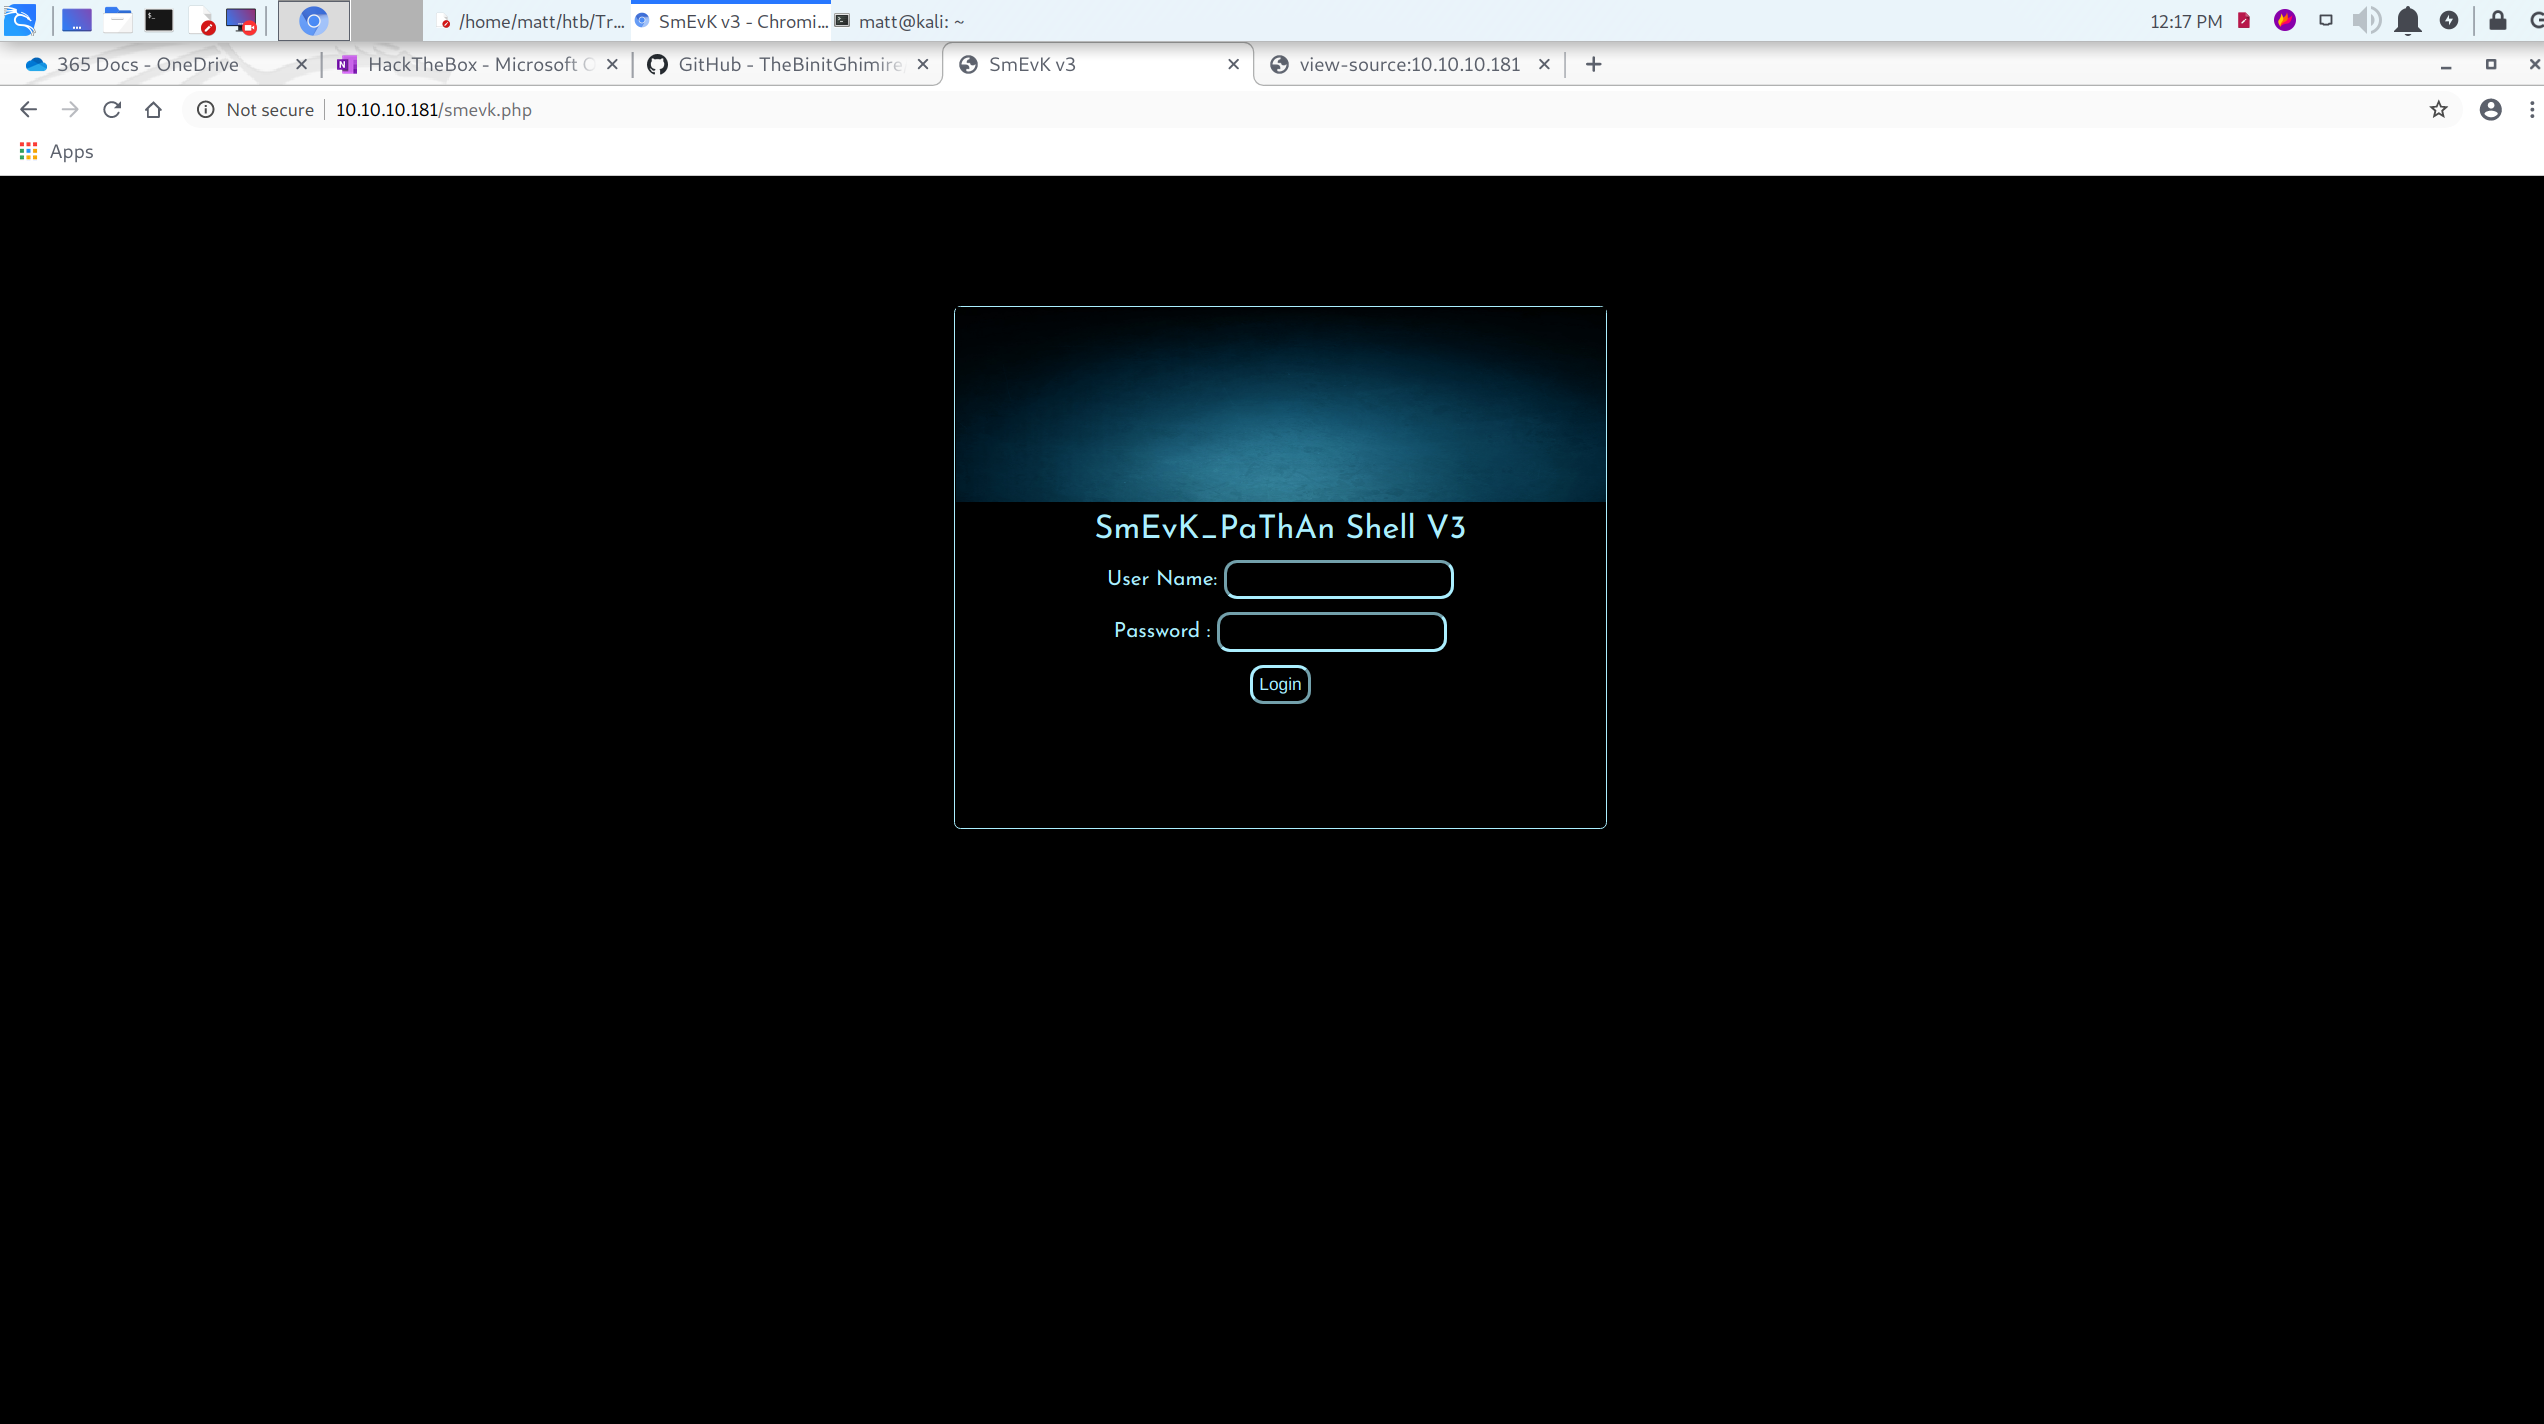 /home/matt/htb/Tr... SmEvK v3 - Chromi... matt@kali: ~ 12:17 PM
365 Docs - OneDrive HackTheBox - Microsoft O GitHub - TheBinitGhimire SmEvK v3 view-source:10.10.10.181
Not secure 10.10.10.181/smevk.php
Apps
SmEvK_PaThAn Shell V3
User Name:
Password :
Login